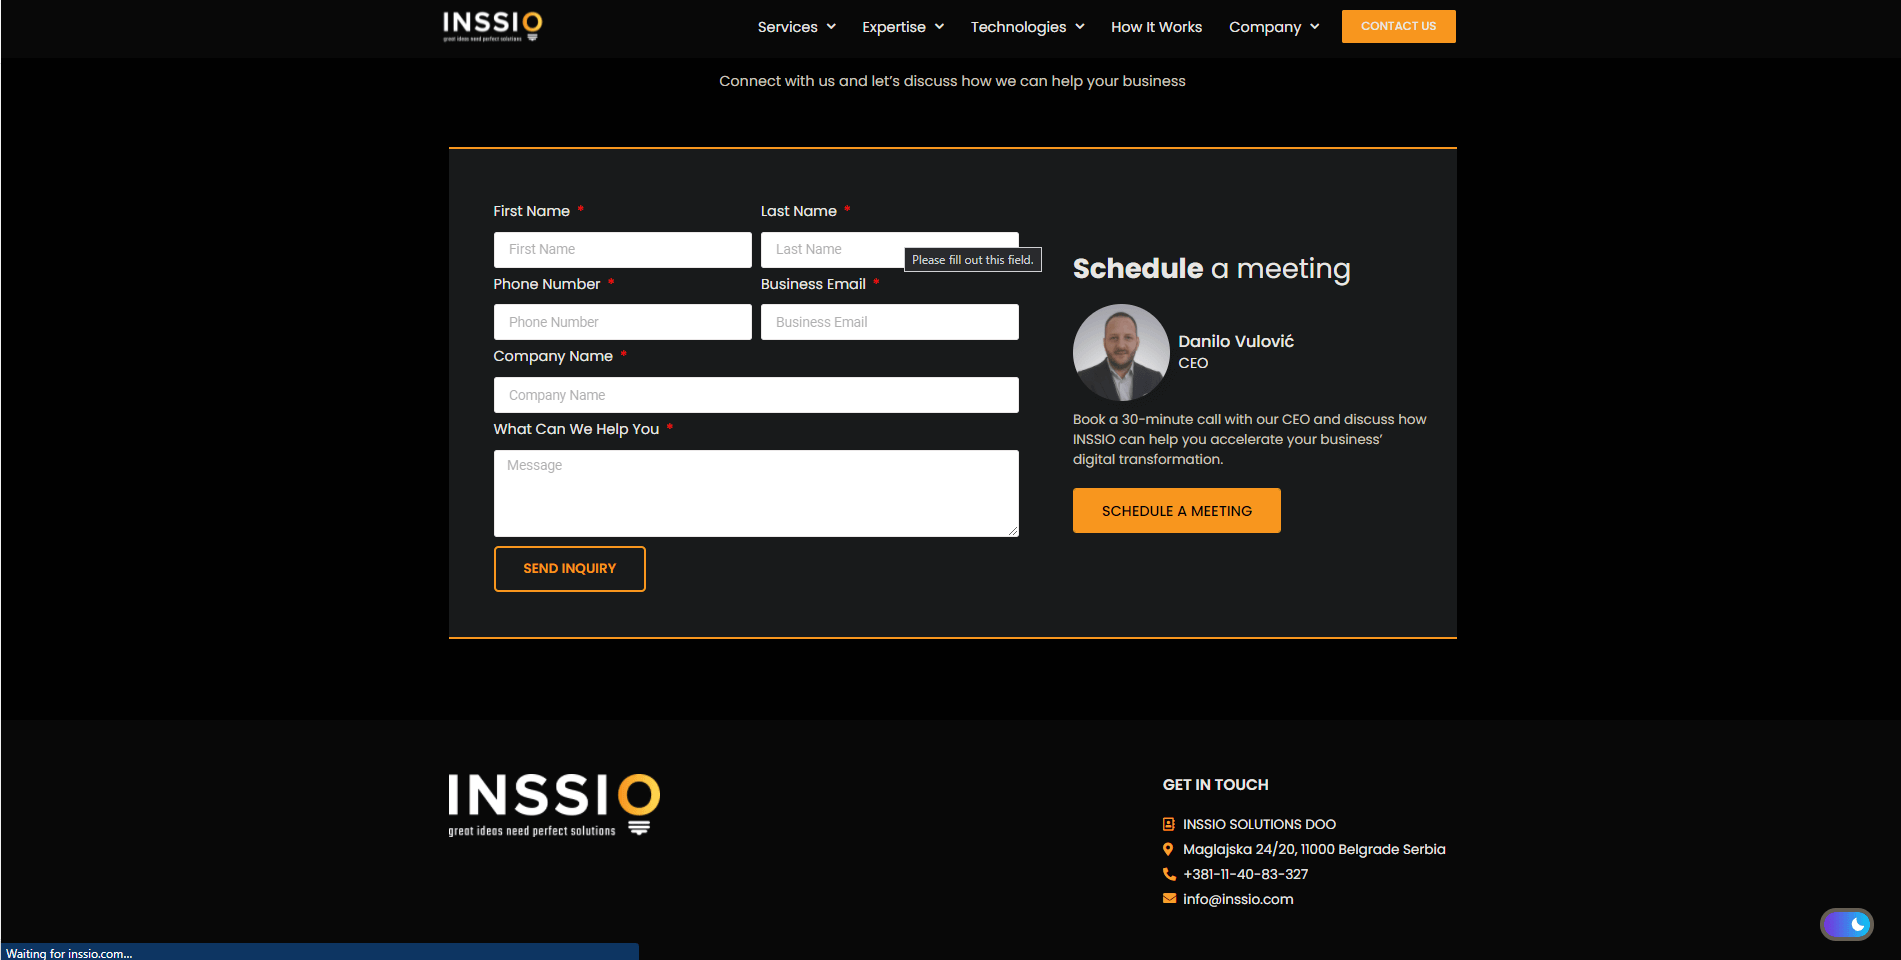 INSSIO
great ideas need perfect solutions
Services
Expertise
Technologies
How It Works
Company
CONTACT US
Connect with us and let’s discuss how we can help your business
First Name *
Last Name *
First Name
Last Name
Please fill out this field.
Phone Number *
Business Email *
Phone Number
Business Email
Company Name *
Company Name
What Can We Help You *
Message
SEND INQUIRY
Schedule a meeting
Danilo Vulović
CEO
Book a 30-minute call with our CEO and discuss how
INSSIO can help you accelerate your business’
digital transformation.
SCHEDULE A MEETING
INSSIO
great ideas need perfect solutions
GET IN TOUCH
INSSIO SOLUTIONS DOO
Maglajska 24/20, 11000 Belgrade Serbia
+381-11-40-83-327
info@inssio.com
Waiting for inssio.com...